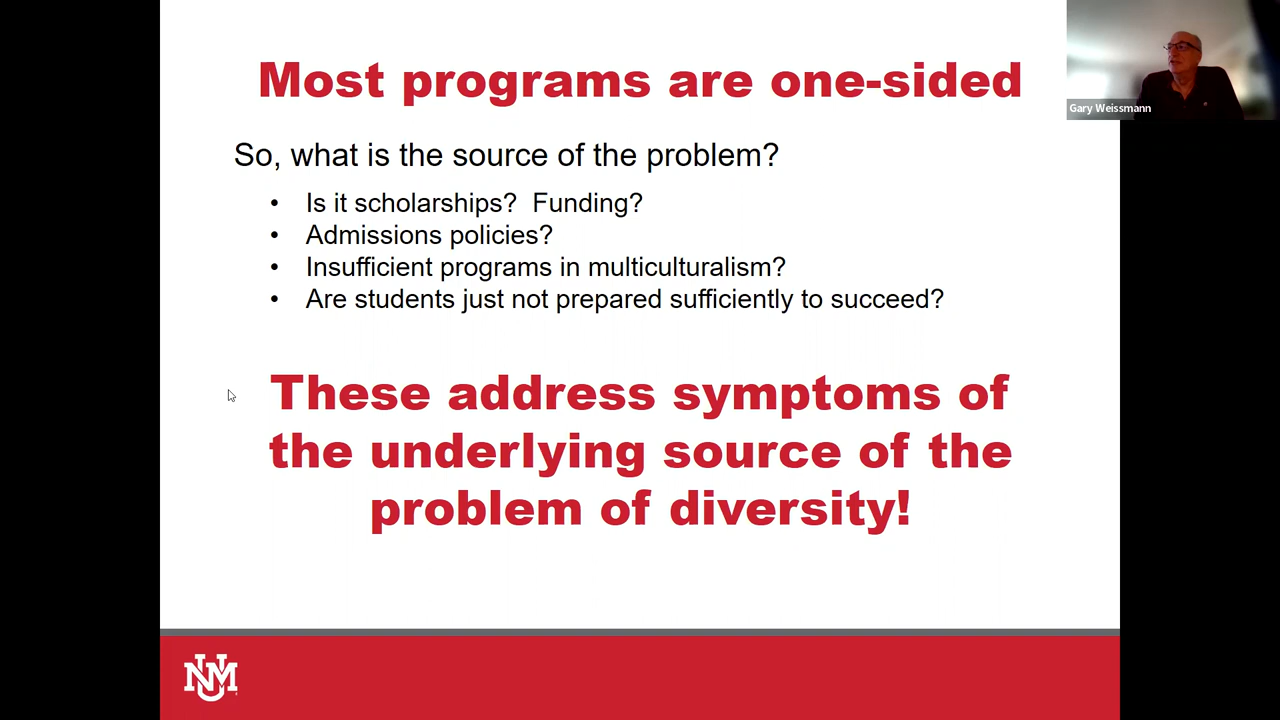 Most programs are one-sided
Gary Weissmann
So, what is the source of the problem?
• Is it scholarships?  Funding?
• Admissions policies?
• Insufficient programs in multiculturalism?
• Are students just not prepared sufficiently to succeed?
These address symptoms of
the underlying source of the
problem of diversity!
UNM